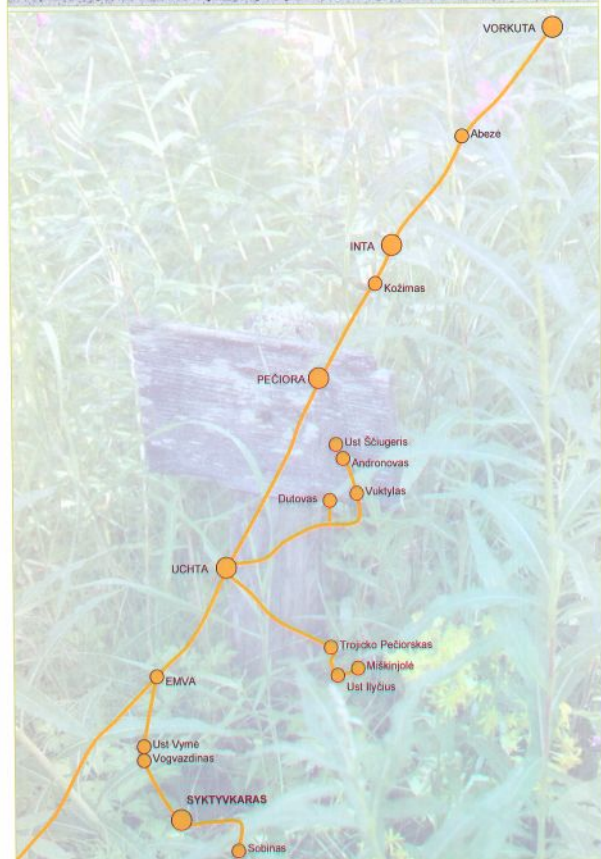 VORKUTA
Abezė
INTA
Kožimas
PEČIORA
Ust Ščiugeris
Andronovas
Vuktylas
Dutovas
UCHTA
Trojicko Pečiorskas
Miškinjolė
Ust Ilyčius
EMVA
Ust Vymė
Vogvazdinas
SYKTYVKARAS
Sobinas